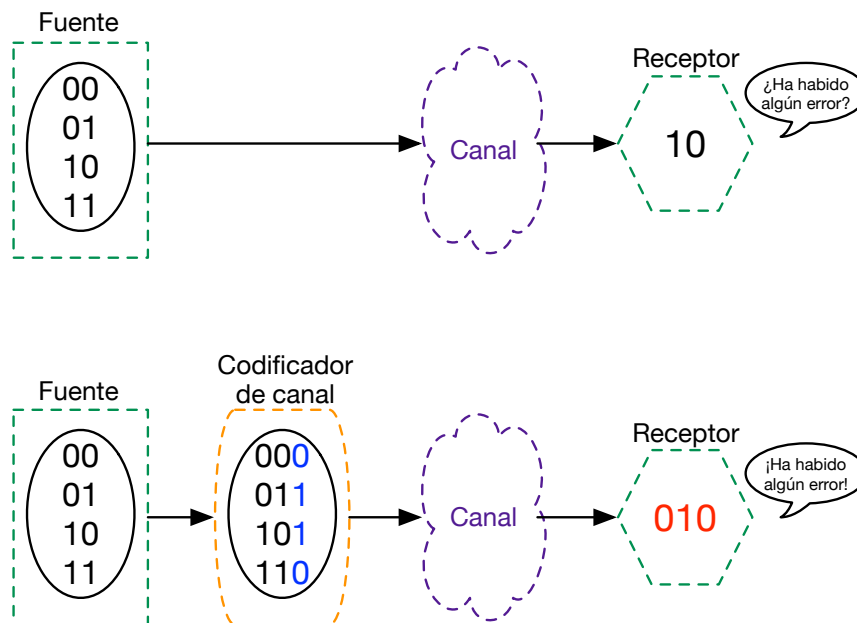 Fuente
00
01
10
11
Canal
Receptor
10
¿Ha habido
algún error?
Fuente
00
01
10
11
Codificador
de canal
000
011
101
110
Canal
Receptor
010
¡Ha habido
algún error!